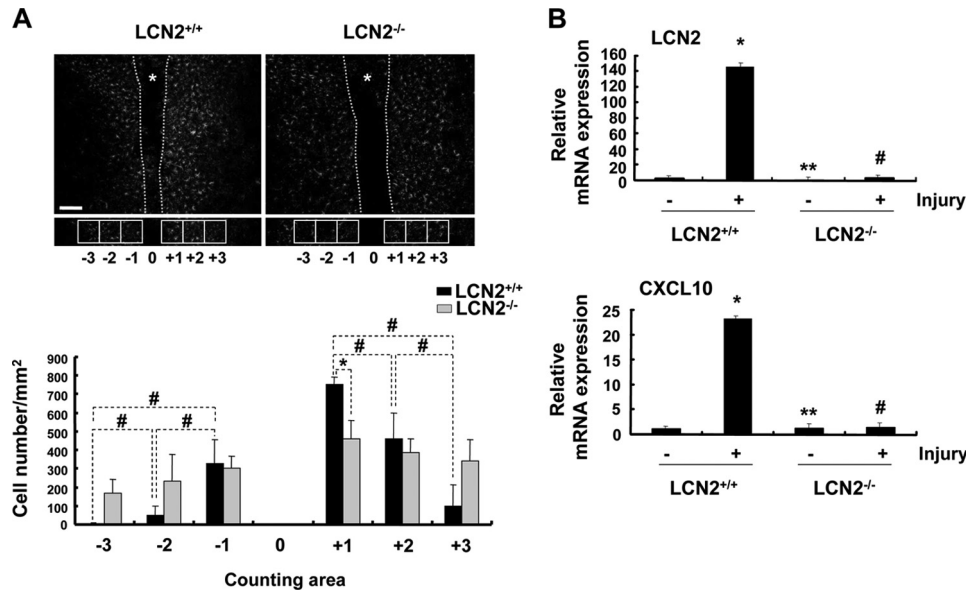 A
LCN2+/+
LCN2-/-
*
*
-3 -2 -1 0 +1 +2 +3
-3 -2 -1 0 +1 +2 +3
LCN2+/+
LCN2-/-
Cell number/mm2
900
800
700
600
500
400
300
200
100
0
#
#
#
#
#
#
*
-3 -2 -1 0 +1 +2 +3
Counting area
B
LCN2
Relative
mRNA expression
160
140
120
100
80
60
40
20
0
*
**
#
- + - + Injury
LCN2+/+ LCN2-/-
CXCL10
Relative
mRNA expression
25
20
15
10
5
0
*
**
#
- + - + Injury
LCN2+/+ LCN2-/-